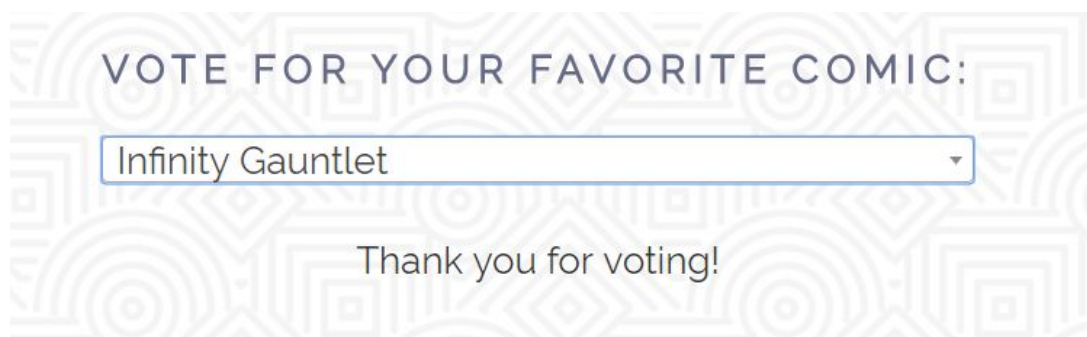 VOTE FOR YOUR FAVORITE COMIC:
Infinity Gauntlet
Thank you for voting!